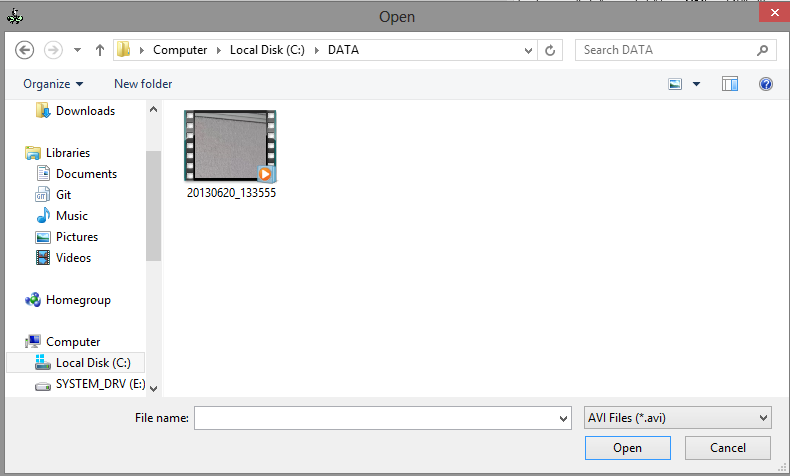 Open
Computer
Local Disk (C:)
DATA
Search DATA
Organize
New folder
Downloads
Libraries
Documents
Git
Music
Pictures
Videos
Homegroup
Computer
Local Disk (C:)
SYSTEM_DRV (E:)
20130620_133555
File name:
AVI Files (*.avi)
Open
Cancel